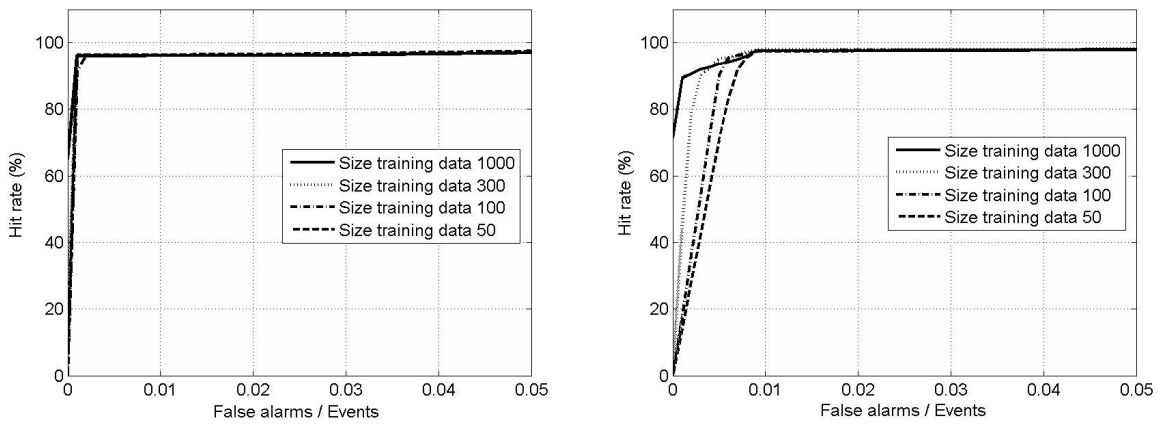 100
80
60
40
20
0
Hit rate (%)
Size training data 1000
Size training data 300
Size training data 100
Size training data 50
0 0.01 0.02 0.03 0.04 0.05
False alarms / Events
100
80
60
40
20
0
Hit rate (%)
Size training data 1000
Size training data 300
Size training data 100
Size training data 50
0 0.01 0.02 0.03 0.04 0.05
False alarms / Events